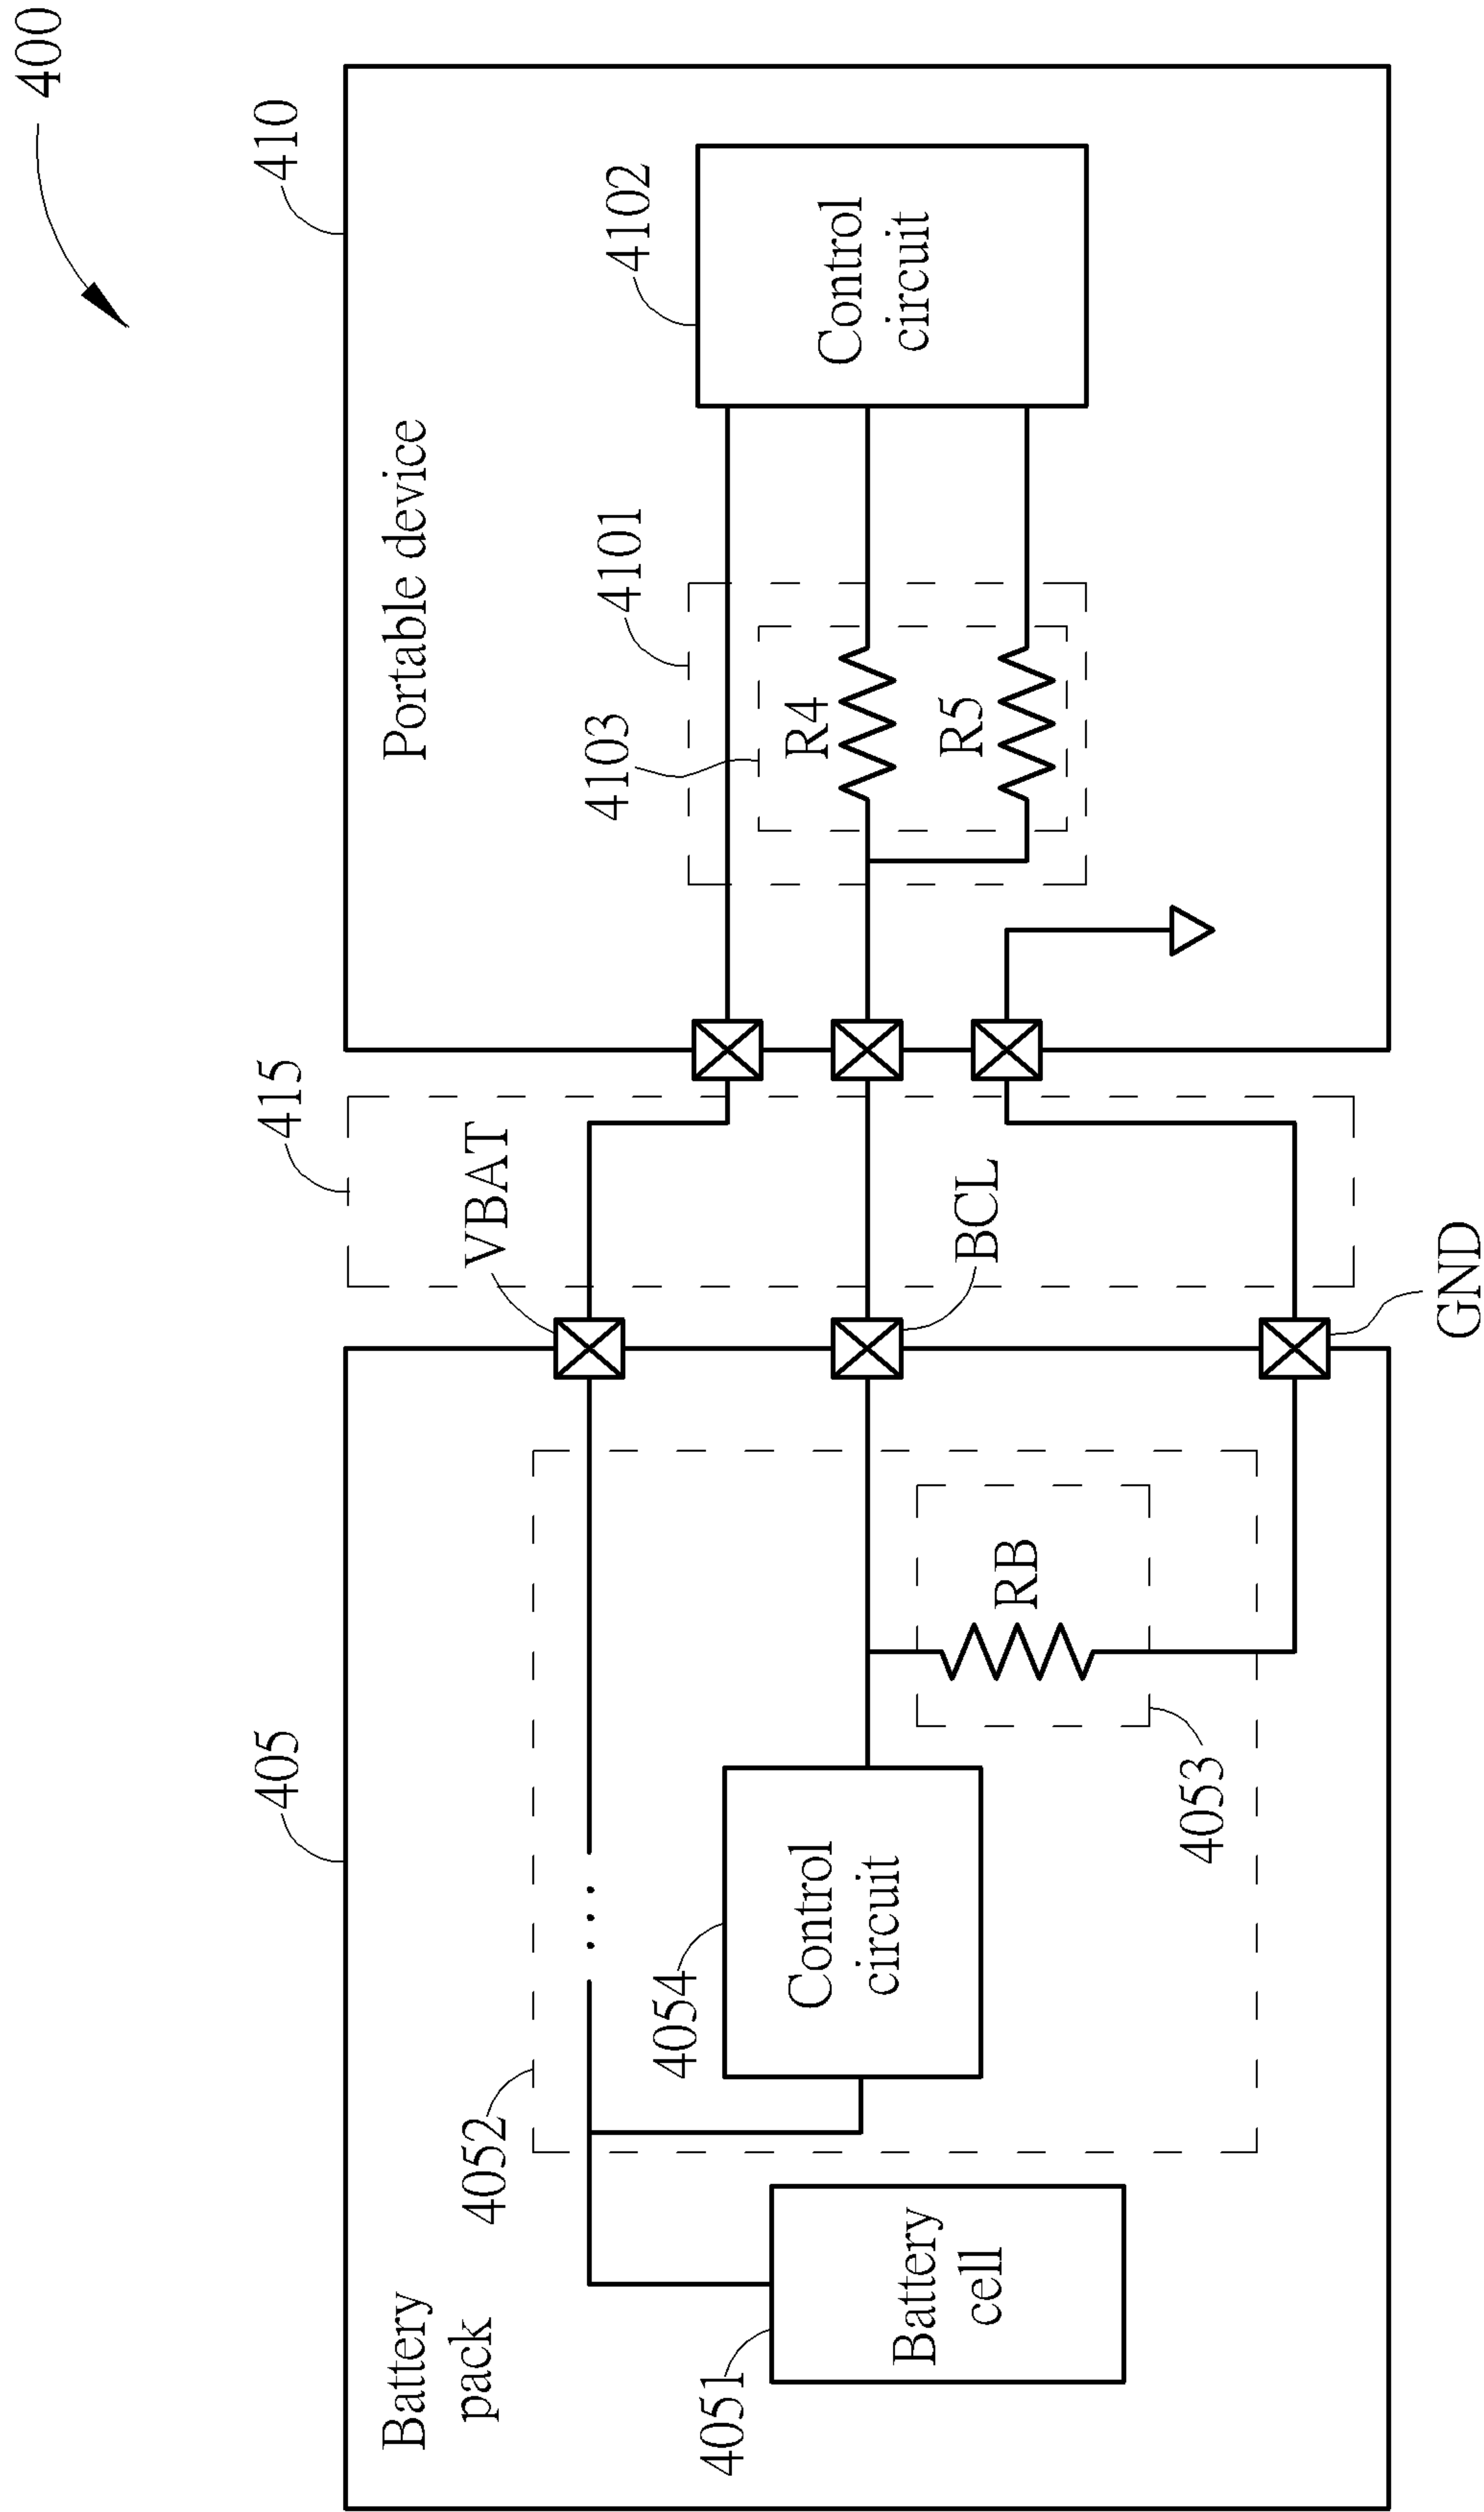 400
405
415
410
Battery
pack
Portable device
4052
VBAT
4103
4101
4102
4051
4054
Control
circuit
R4
Control
circuit
Battery
cell
RB
BCL
R5
4053
GND